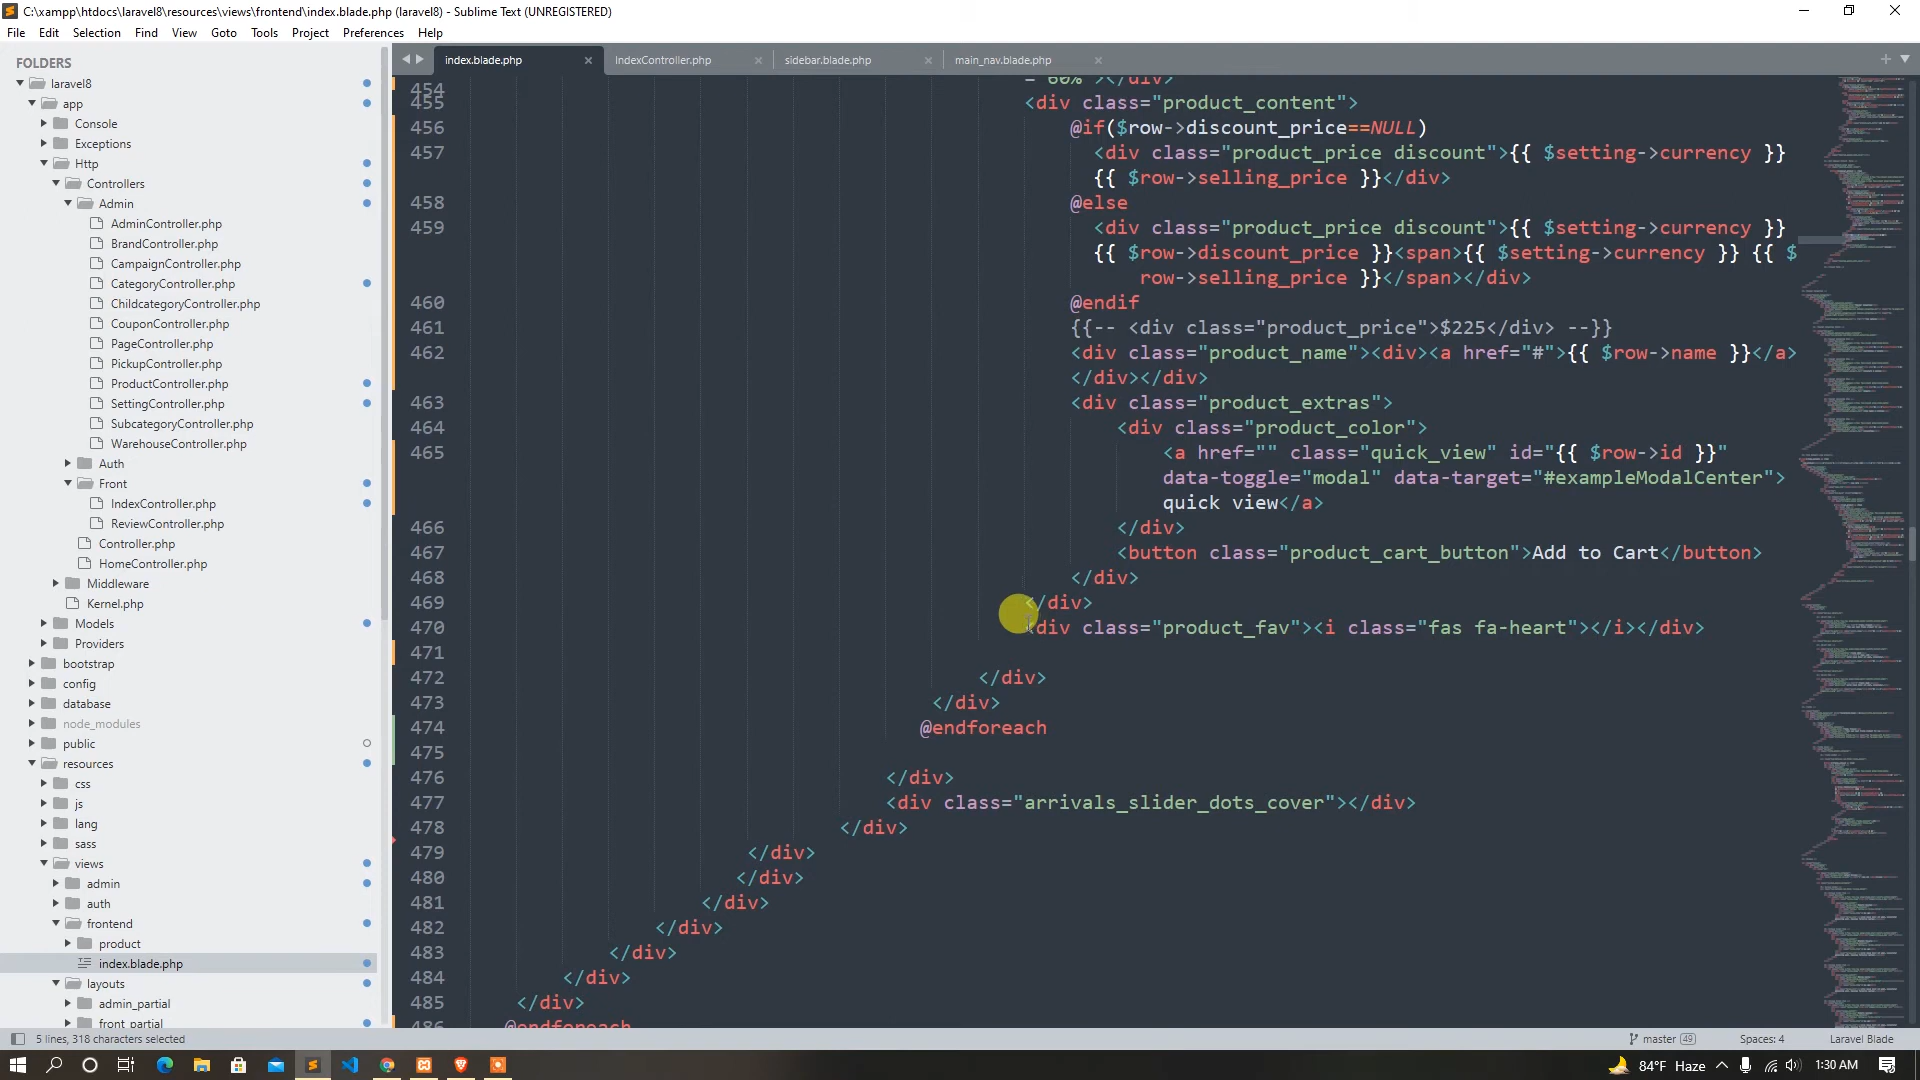 C:\xampp\htdocs\laravel8\resources\views\frontend\index.blade.php (laravel8) - Sublime Text (UNREGISTERED)
File Edit Selection Find View Goto Tools Project Preferences Help
FOLDERS
laravel8
app
Console
Exceptions
Http
Controllers
Admin
AdminController.php
BrandController.php
CampaignController.php
CategoryController.php
ChildcategoryController.php
CouponController.php
PageController.php
PickupController.php
ProductController.php
SettingController.php
SubcategoryController.php
WarehouseController.php
Auth
Front
IndexController.php
ReviewController.php
Controller.php
HomeController.php
Middleware
Kernel.php
Models
Providers
bootstrap
config
database
node_modules
public
resources
css
js
lang
sass
views
admin
auth
frontend
product
index.blade.php
layouts
admin_partial
front_partial
index.blade.php × IndexController.php × sidebar.blade.php × main_nav.blade.php ×
454 = 60% ></div>
455 <div class="product_content">
456 @if($row->discount_price==NULL)
457 <div class="product_price discount">{{ $setting->currency }}
{{ $row->selling_price }}</div>
458 @else
459 <div class="product_price discount">{{ $setting->currency }}
{{ $row->discount_price }}<span>{{ $setting->currency }} {{ $
row->selling_price }}</span></div>
460 @endif
461 {{-- <div class="product_price">$225</div> --}}
462 <div class="product_name"><div><a href="#">{{ $row->name }}</a>
</div></div>
463 <div class="product_extras">
464 <div class="product_color">
465 <a href="" class="quick_view" id="{{ $row->id }}"
data-toggle="modal" data-target="#exampleModalCenter">
quick view</a>
466 </div>
467 <button class="product_cart_button">Add to Cart</button>
468 </div>
469 </div>
470 <div class="product_fav"><i class="fas fa-heart"></i></div>
471
472 </div>
473 </div>
474 @endforeach
475
476 </div>
477 <div class="arrivals_slider_dots_cover"></div>
478 </div>
479 </div>
480 </div>
481 </div>
482 </div>
483 </div>
484 </div>
485 </div>
486 @endforeach
5 lines, 318 characters selected
master 49
Spaces: 4
Laravel Blade
84°F Haze
1:30 AM